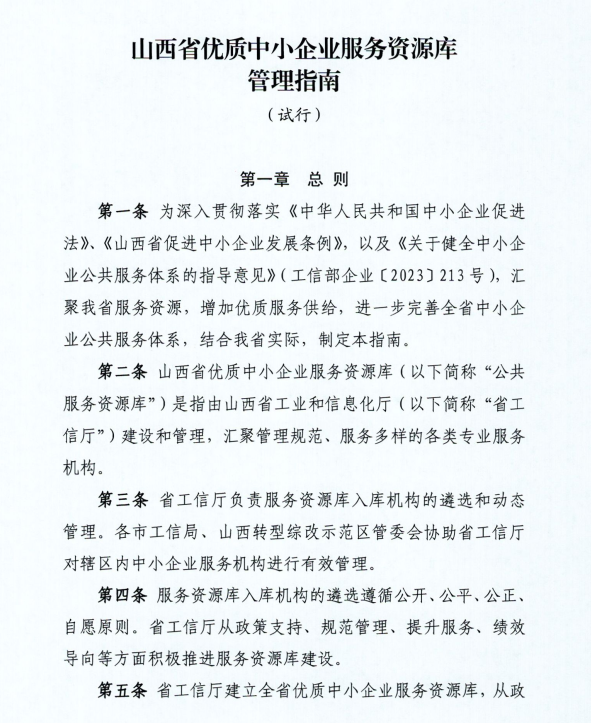 山西省优质中小企业服务资源库
管理指南
（试行）
第一章 总 则
第一条 为深入贯彻落实《中华人民共和国中小企业促进
法》、《山西省促进中小企业发展条例》，以及《关于健全中小企
业公共服务体系的指导意见》（工信部企业〔2023〕213号），汇
聚我省服务资源，增加优质服务供给，进一步完善全省中小企
业公共服务体系，结合我省实际，制定本指南。
第二条 山西省优质中小企业服务资源库（以下简称“公共
服务资源库”）是指由山西省工业和信息化厅（以下简称“省工
信厅”）建设和管理，汇聚管理规范、服务多样的各类专业服务
机构。
第三条 省工信厅负责服务资源库入库机构的遴选和动态
管理。各市工信局、山西转型综改示范区管委会协助省工信厅
对辖区内中小企业服务机构进行有效管理。
第四条 服务资源库入库机构的遴选遵循公开、公平、公正、
自愿原则。省工信厅从政策支持、规范管理、提升服务、绩效
导向等方面积极推进服务资源库建设。
第五条 省工信厅建立全省优质中小企业服务资源库，从政